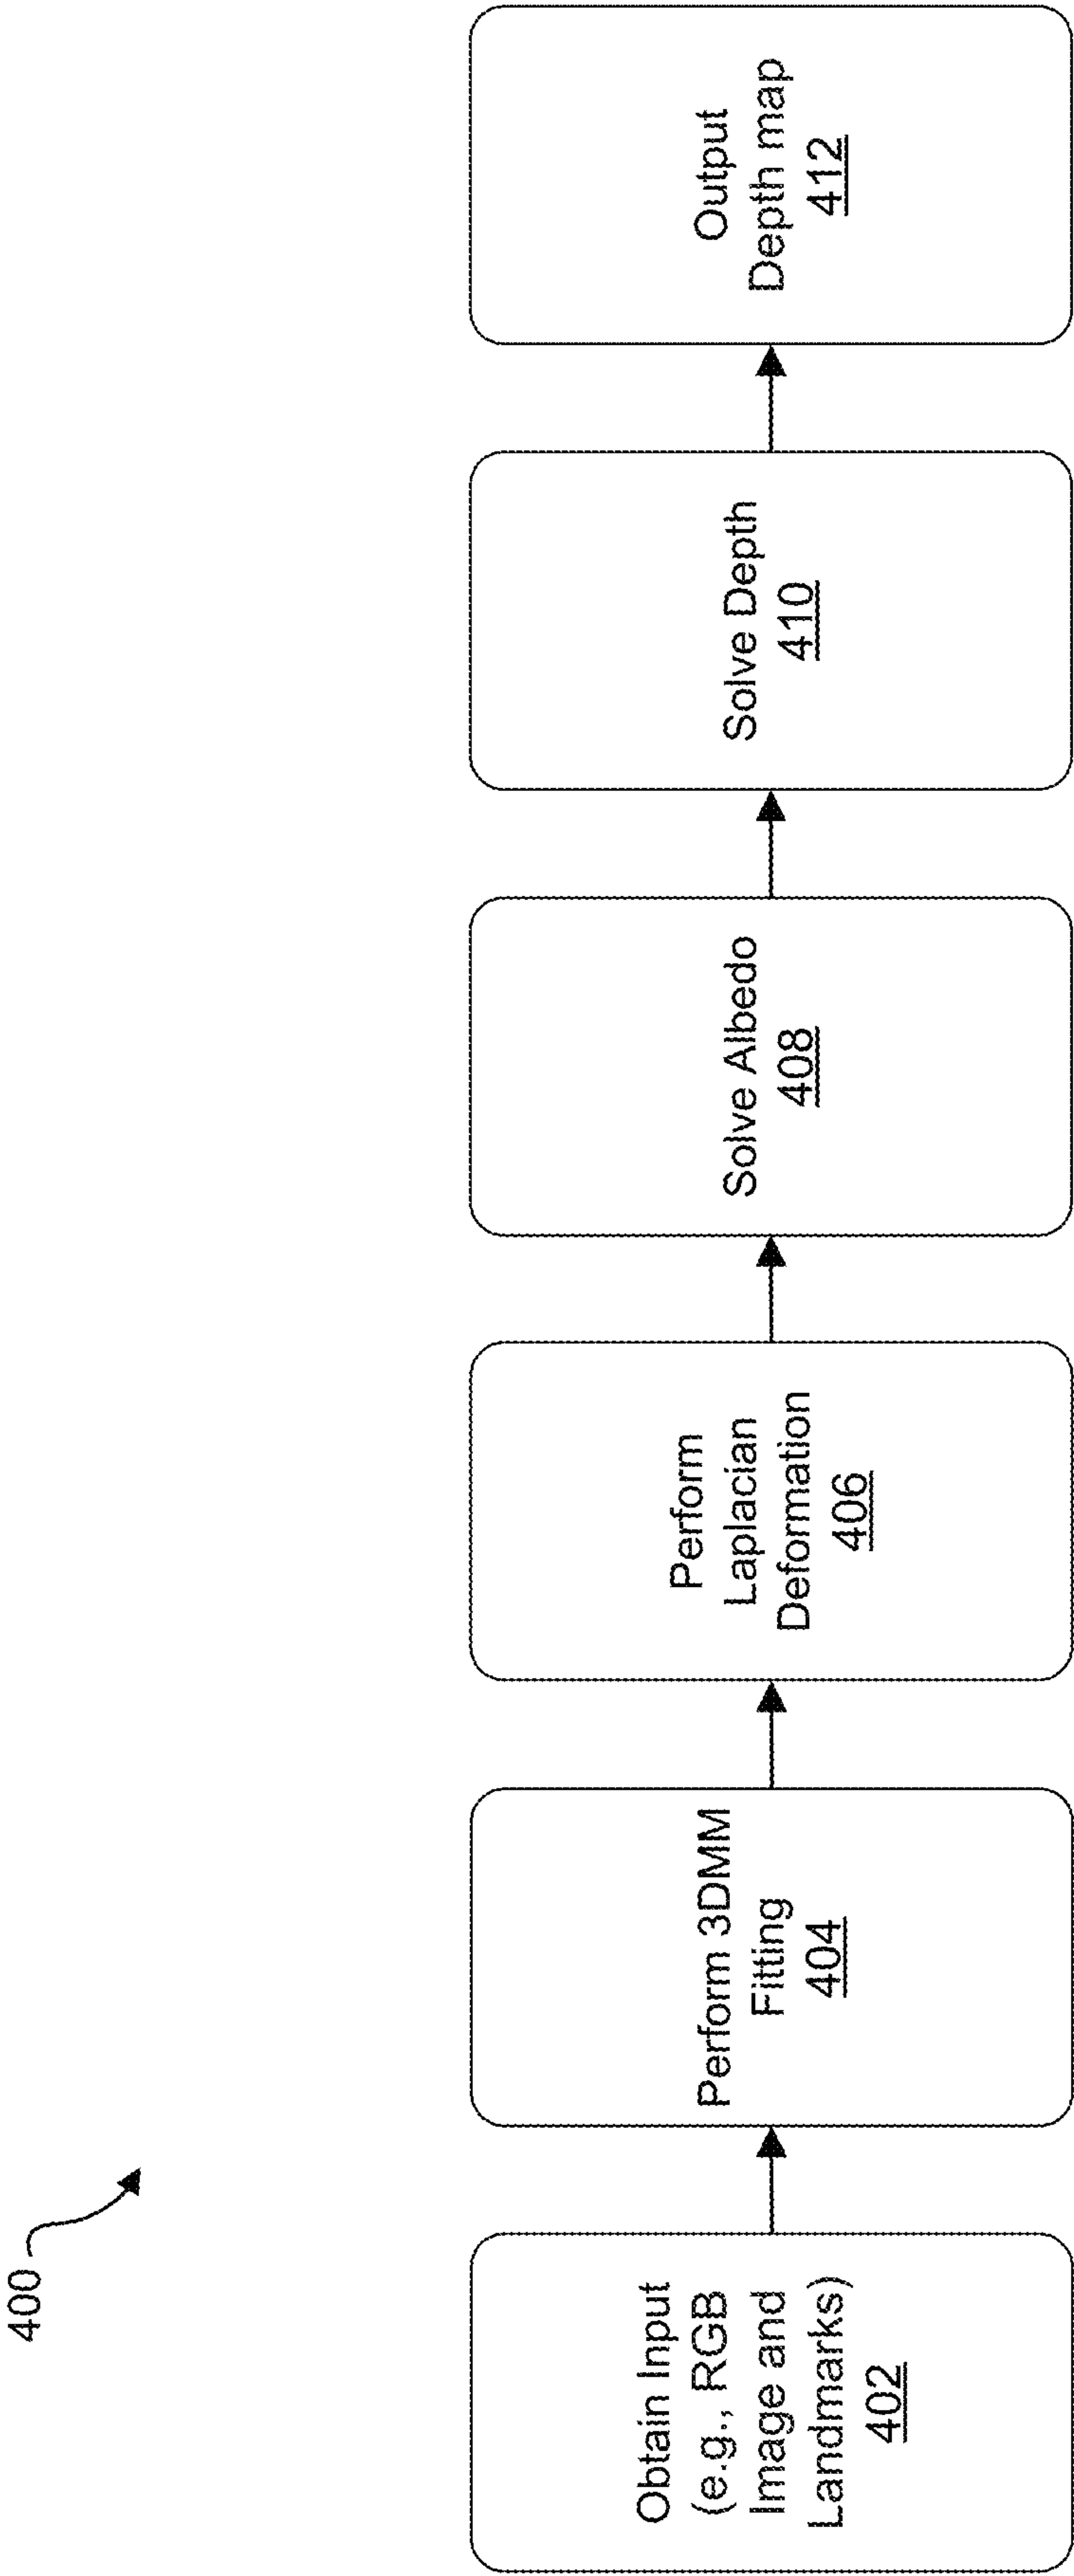 400
Obtain Input
(e.g., RGB
Image and
Landmarks)
402
Perform 3DMM
Fitting
404
Perform
Laplacian
Deformation
406
Solve Albedo
408
Solve Depth
410
Output
Depth map
412